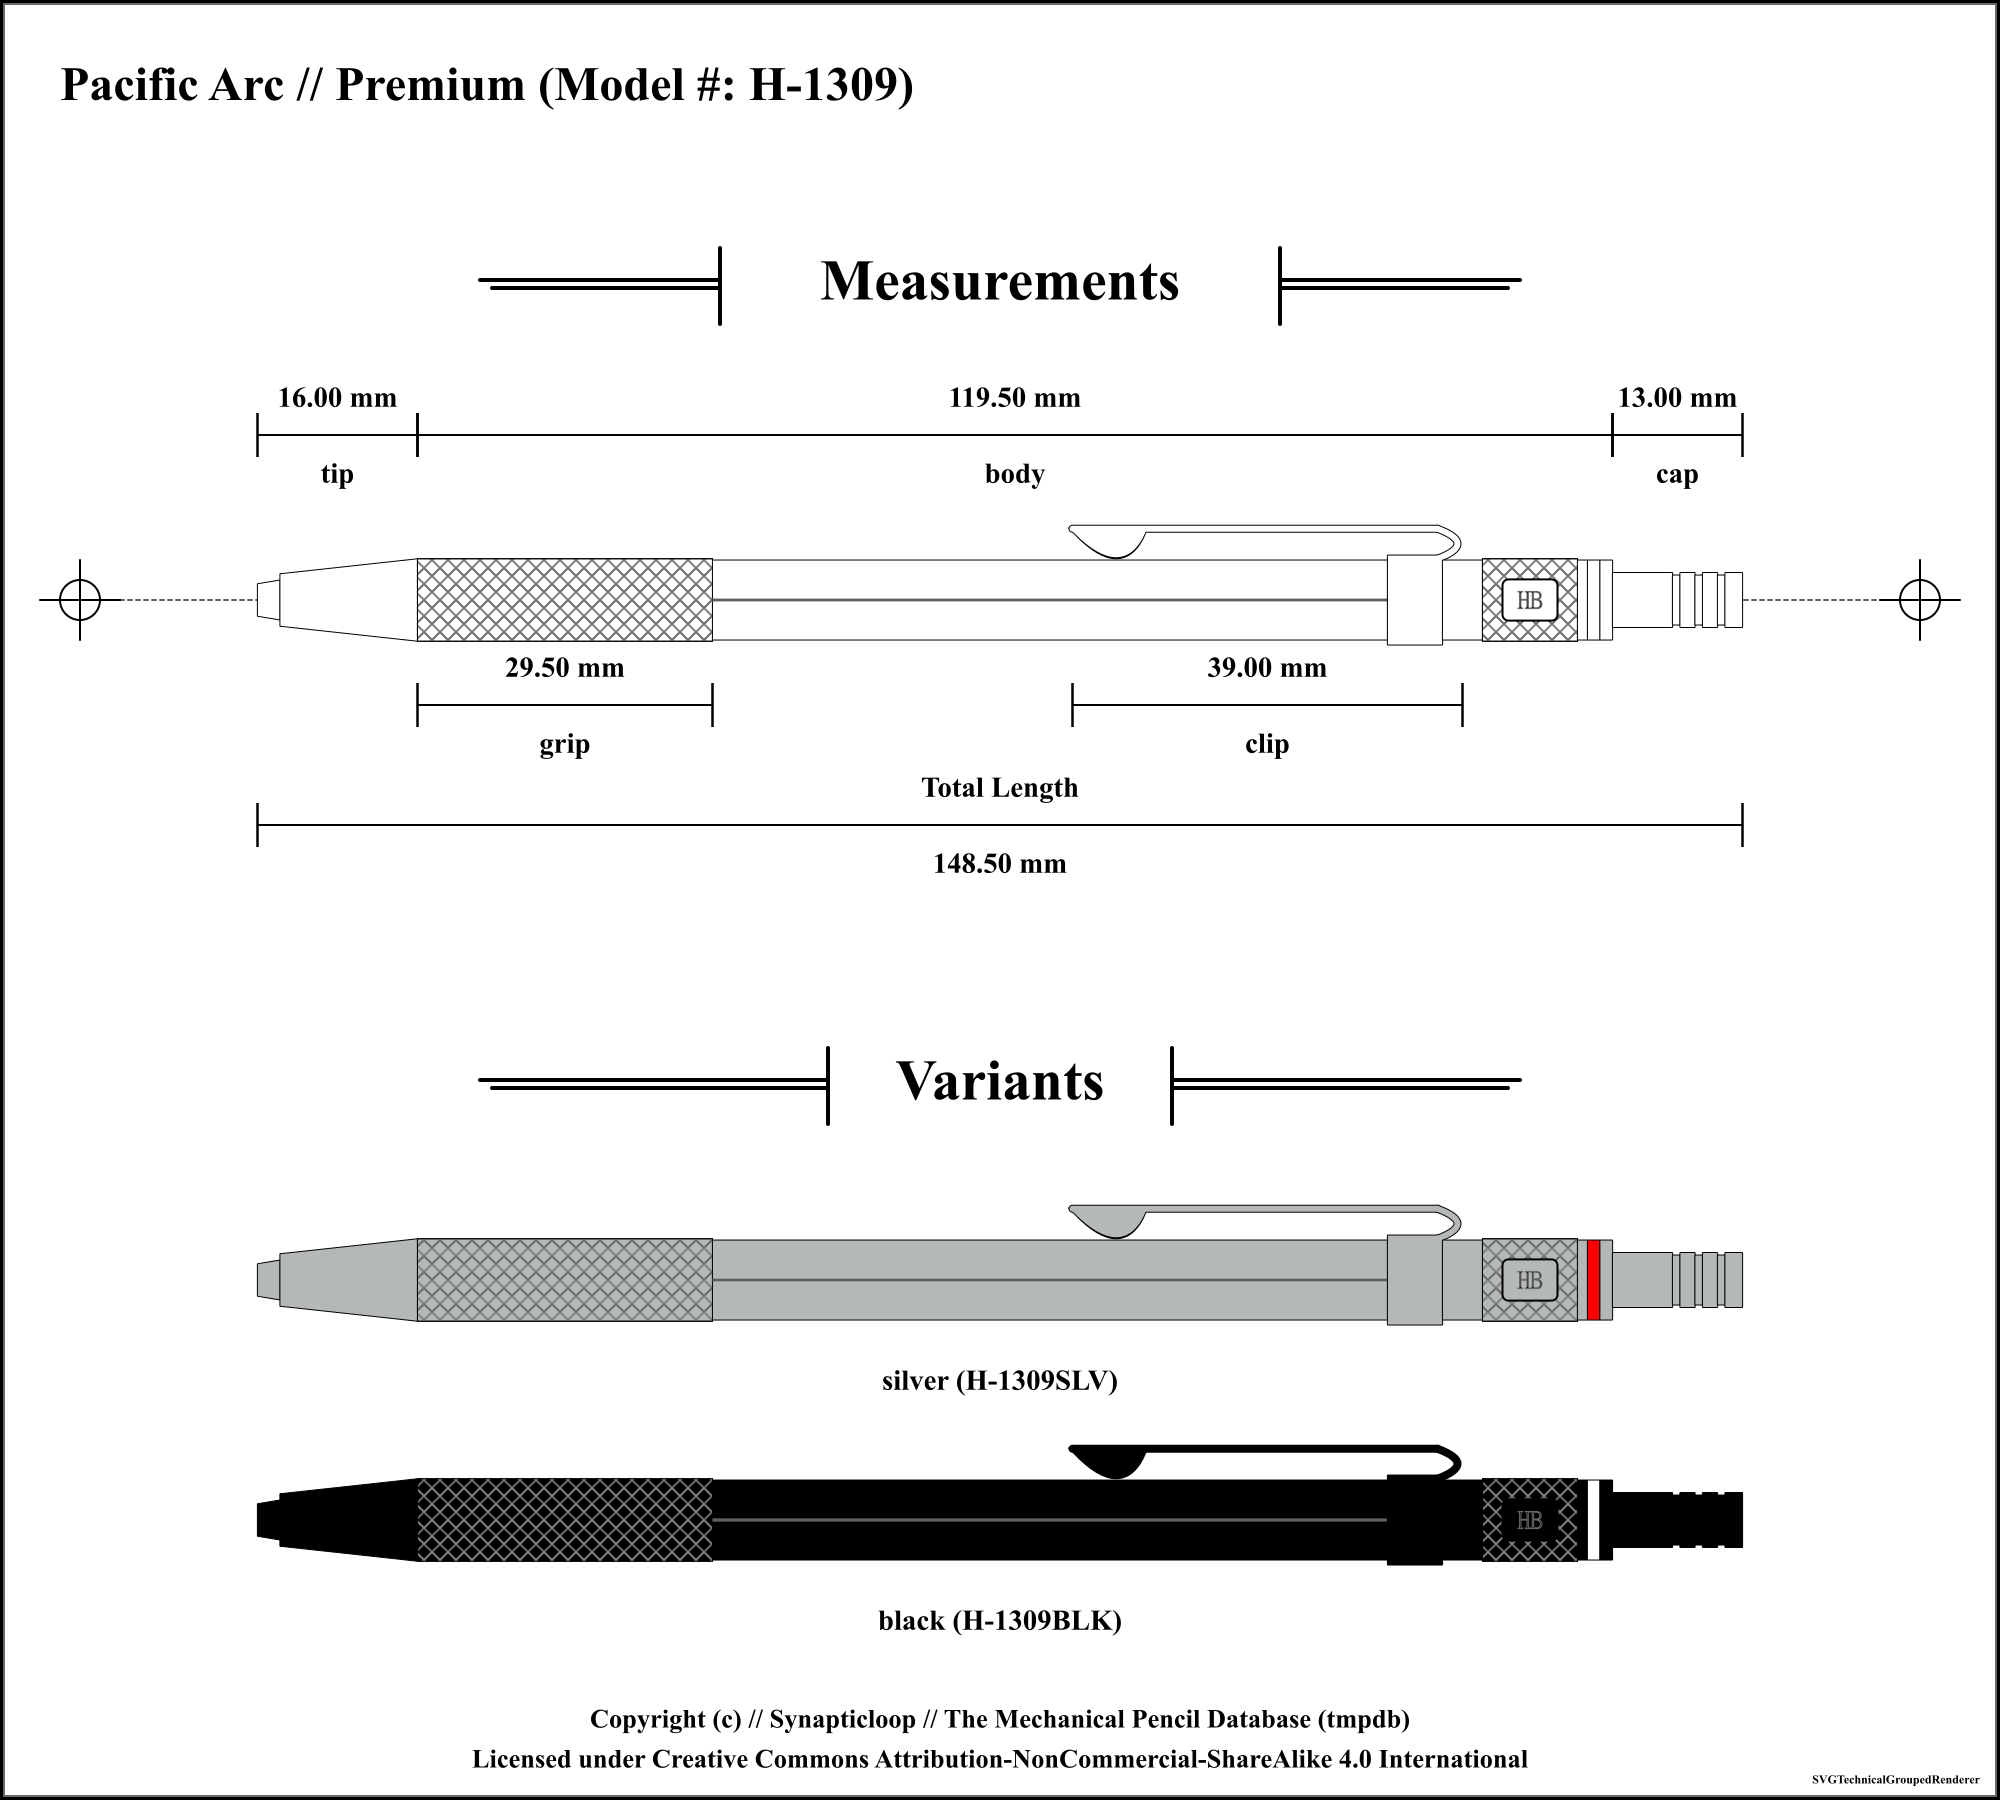 Pacific Arc // Premium (Model #: H-1309)
Measurements
16.00 mm
119.50 mm
13.00 mm
tip
body
cap
HB
29.50 mm
39.00 mm
grip
clip
Total Length
148.50 mm
Variants
HB
silver (H-1309SLV)
HB
black (H-1309BLK)
Copyright (c) // Synapticloop // The Mechanical Pencil Database (tmpdb)
Licensed under Creative Commons Attribution-NonCommercial-ShareAlike 4.0 International
SVGTechnicalGroupedRenderer